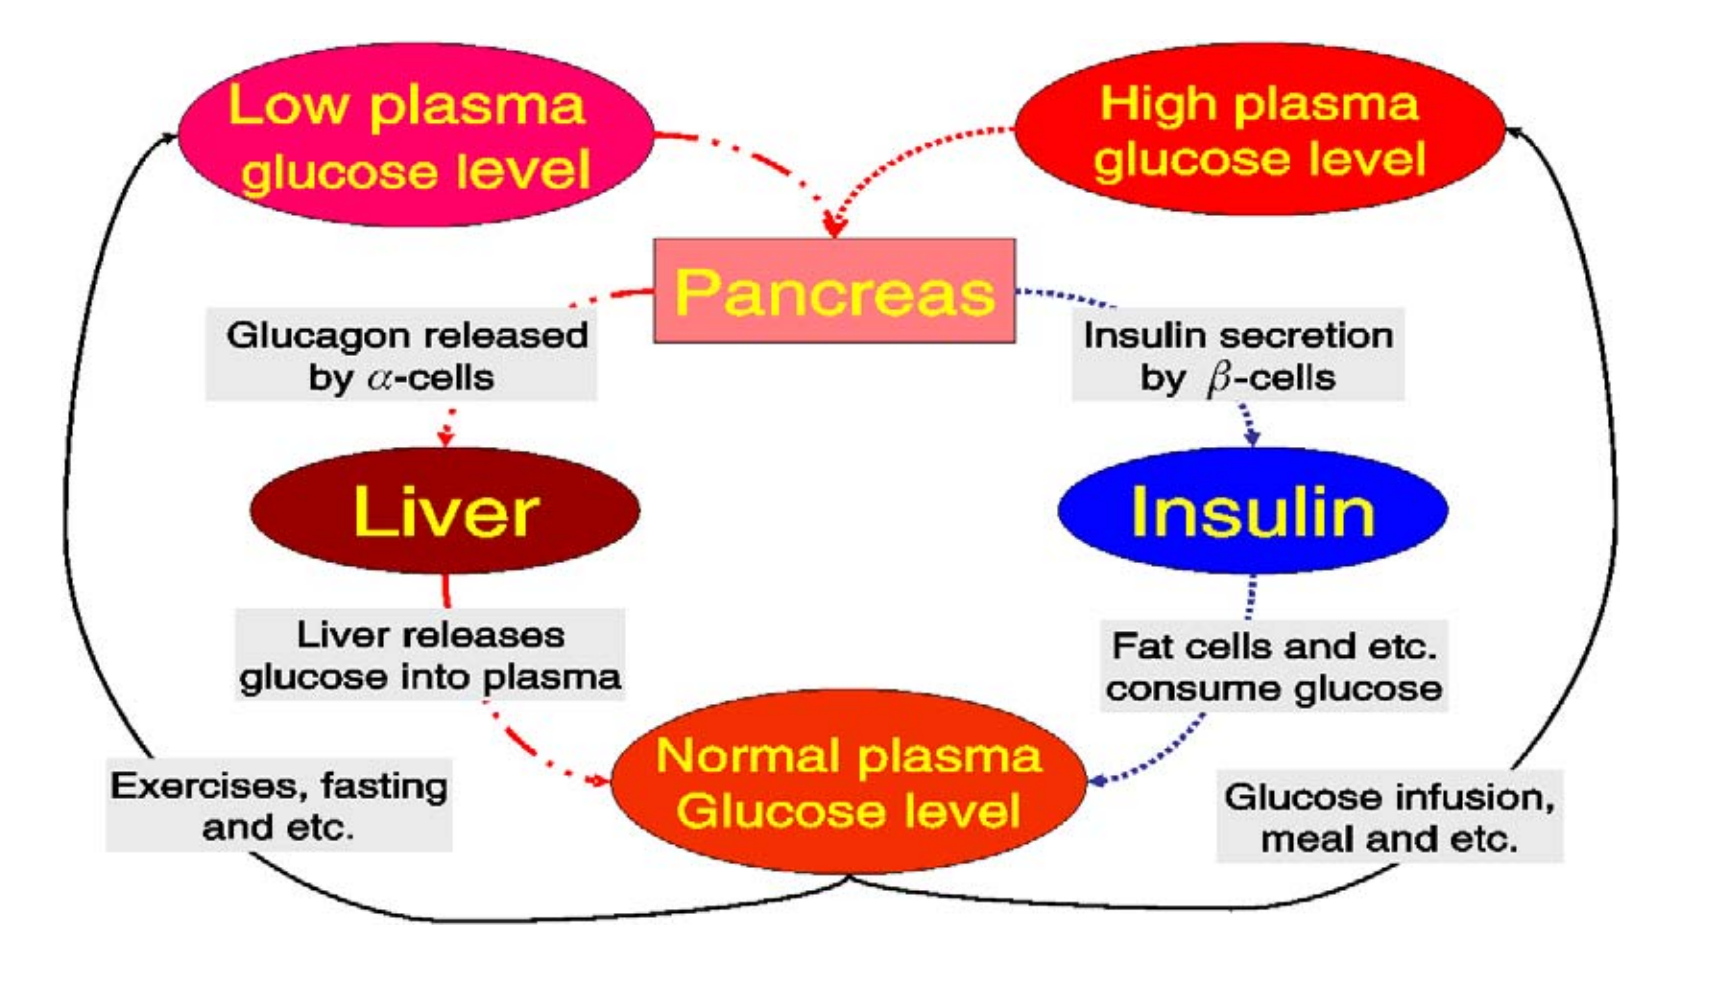 Low plasma
glucose level
High plasma
glucose level
Pancreas
Glucagon released
by α-cells
Insulin secretion
by β-cells
Liver
Insulin
Liver releases
glucose into plasma
Fat cells and etc.
consume glucose
Normal plasma
Glucose level
Exercises, fasting
and etc.
Glucose infusion,
meal and etc.